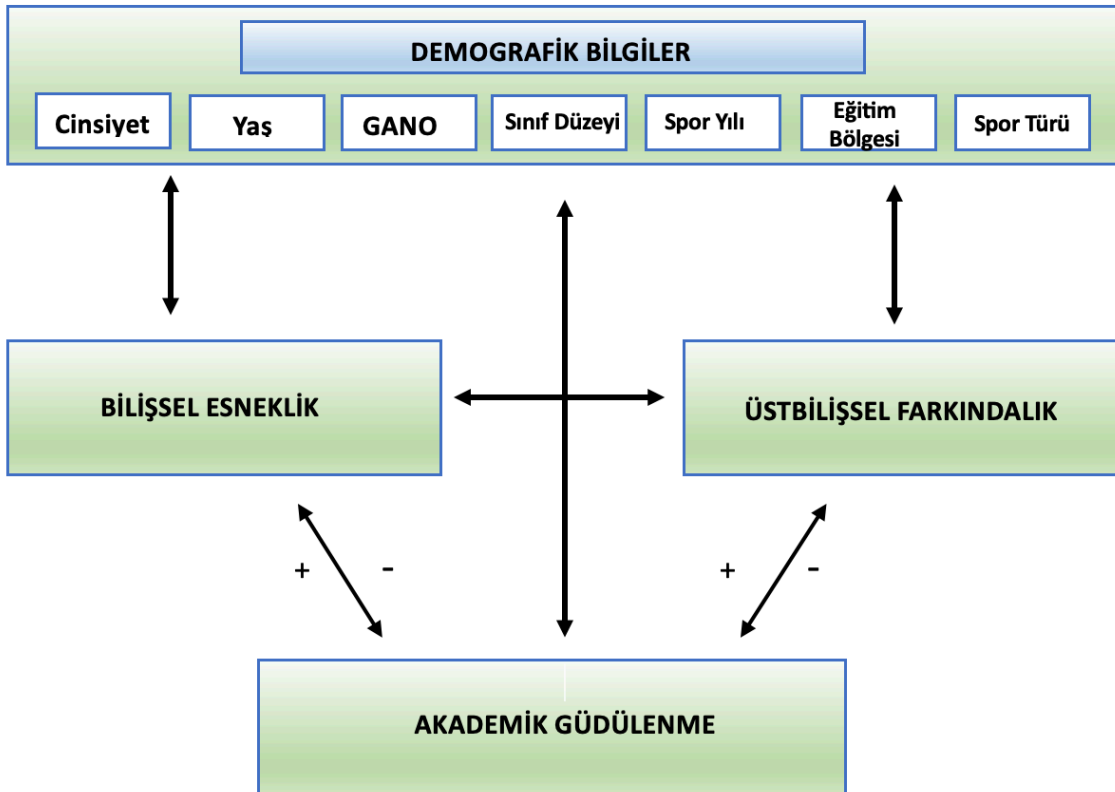 DEMOGRAFİK BİLGİLER
Cinsiyet
Yaş
GANO
Sınıf Düzeyi
Spor Yılı
Eğitim
Bölgesi
Spor Türü
BİLİŞSEL ESNEKLİK
ÜSTBİLİŞSEL FARKINDALIK
+ -
+ -
AKADEMİK GÜDÜLENME